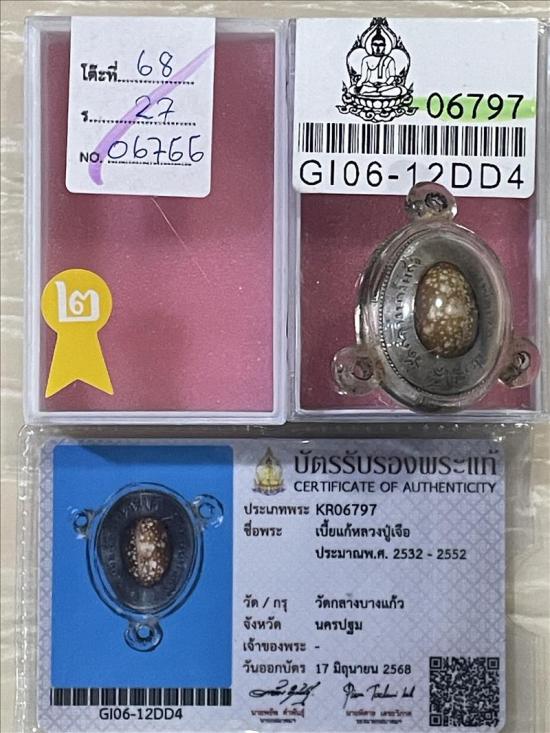 โต๊ะที่ 68
ร. 27
NO. 06766
๒
06797
GI06-12DD4
บัตรรับรองพระแท้
CERTIFICATE OF AUTHENTICITY
ประเภทพระ KR06797
ชื่อพระ เบี้ยแก้หลวงปู่เจือ
ประมาณพ.ศ. 2532 - 2552
วัด / กรุ วัดกลางบางแก้ว
จังหวัด นครปฐม
เจ้าของพระ -
วันออกบัตร 17 มิถุนายน 2568
GI06-12DD4